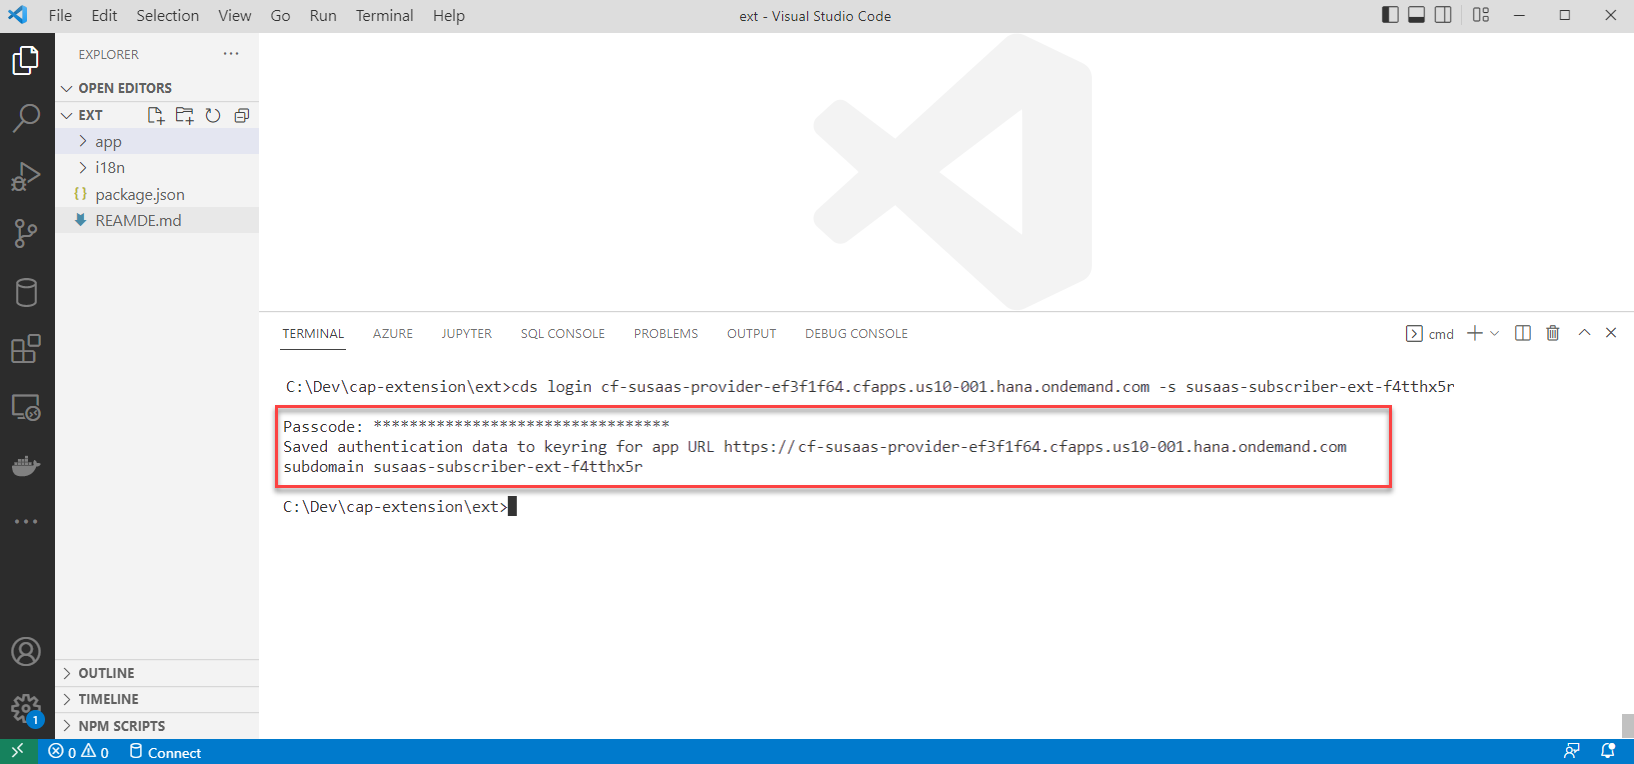 File Edit Selection View Go Run Terminal Help
ext - Visual Studio Code
EXPLORER
OPEN EDITORS
EXT
app
i18n
{} package.json
REAMDE.md
OUTLINE
TIMELINE
NPM SCRIPTS
TERMINAL AZURE JUPYTER SQL CONSOLE PROBLEMS OUTPUT DEBUG CONSOLE
cmd
C:\Dev\cap-extension\ext>cds login cf-susaas-provider-ef3f1f64.cfapps.us10-001.hana.ondemand.com -s susaas-subscriber-ext-f4tthx5r
Passcode: *********************************
Saved authentication data to keyring for app URL https://cf-susaas-provider-ef3f1f64.cfapps.us10-001.hana.ondemand.com
subdomain susaas-subscriber-ext-f4tthx5r
C:\Dev\cap-extension\ext>
1
0 0 Connect